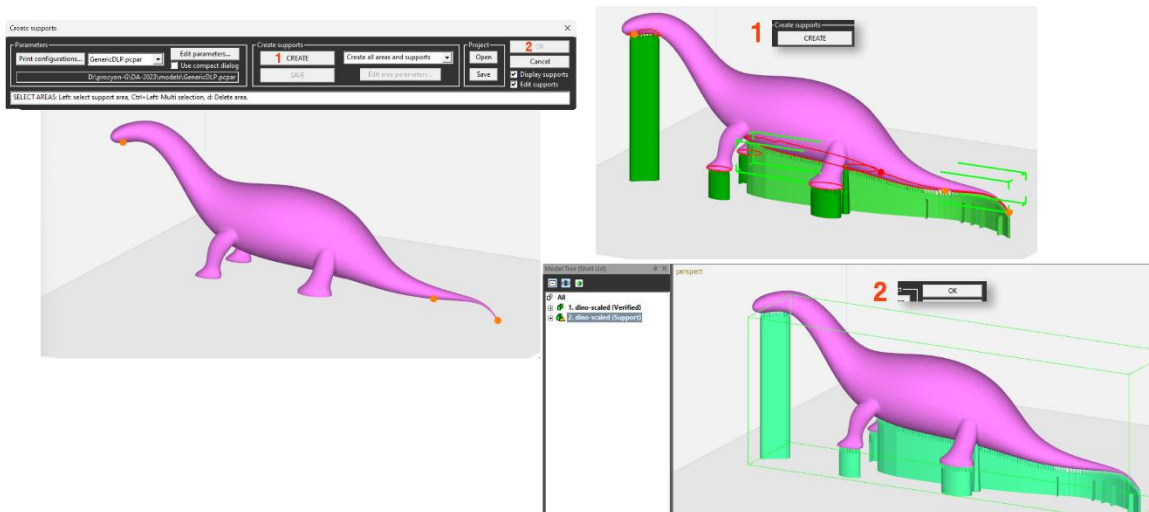 Create supports
Parameters
Print configurations...
GenericDLP.pcpar
Edit parameters...
Use compact dialog
D:\procyon-G\DA-2023\models\GenericDLP.pcpar
Create supports
1 CREATE
Create all areas and supports
SAVE
Edit area parameters...
Project
Open
Save
2 OK
Cancel
Display supports
Edit supports
SELECT AREAS: Left: select support area, Ctrl+Left: Multi selection, d: Delete area.
1
Create supports
CREATE
Model Tree (Shell List)
All
1. dino-scaled (Verified)
2. dino-scaled (Support)
perspect
2
OK